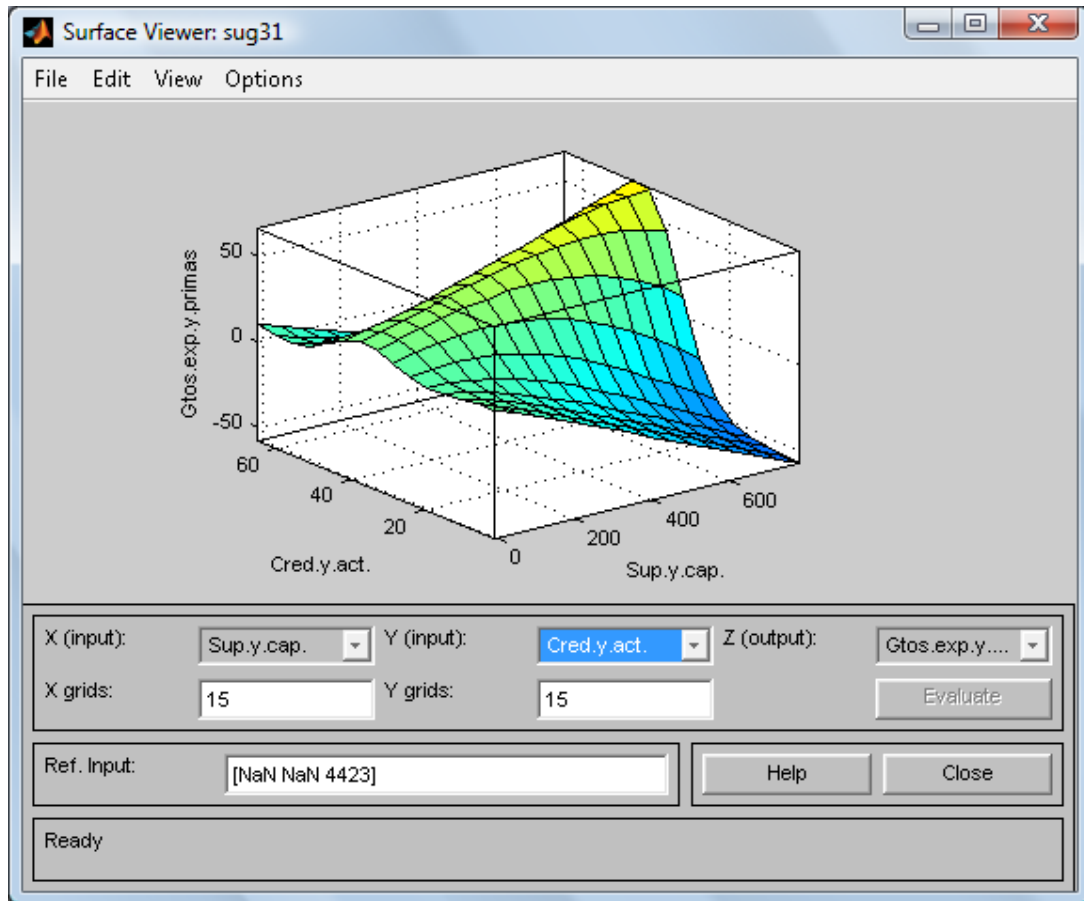 Surface Viewer: sug31
File Edit View Options
Gtos.exp.y.primas
50
0
-50
60
40
20
Cred.y.act.
0
200
400
600
Sup.y.cap.
X (input): Sup.y.cap. Y (input): Cred.y.act. Z (output): Gtos.exp.y....
X grids: 15 Y grids: 15 Evaluate
Ref. Input: [NaN NaN 4423] Help Close
Ready